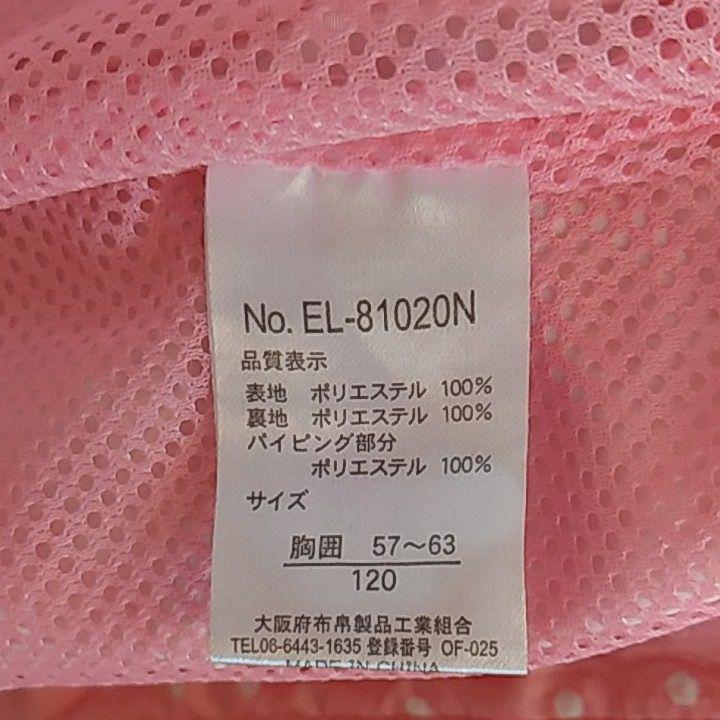 No. EL-81020N
品質表示
表地 ポリエステル 100%
裏地 ポリエステル 100%
パイピング部分
ポリエステル 100%
サイズ
胸囲 57〜63
120
大阪府布帛製品工業組合
TEL06-6443-1635 登録番号 OF-025
MADE IN CHINA